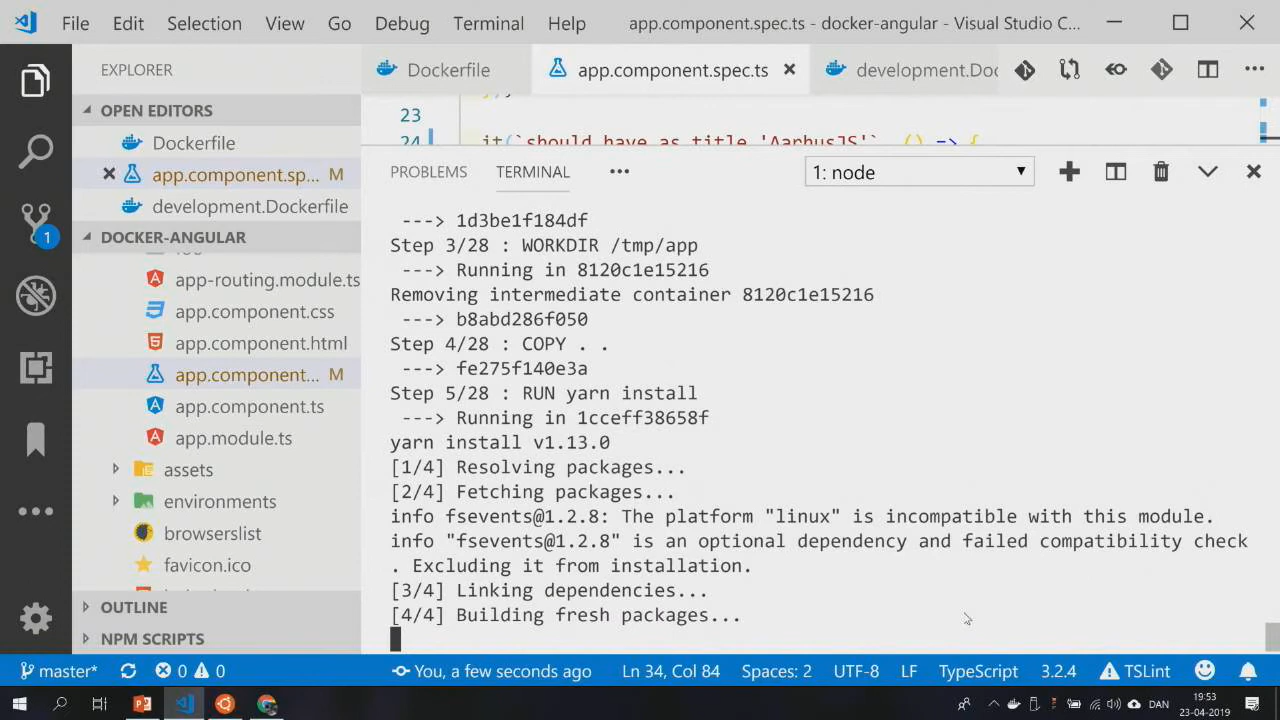 File Edit Selection View Go Debug Terminal Help app.component.spec.ts - docker-angular - Visual Studio C...
EXPLORER
Dockerfile app.component.spec.ts development.Doc
OPEN EDITORS
Dockerfile
app.component.sp... M
development.Dockerfile
DOCKER-ANGULAR
1
app-routing.module.ts
app.component.css
app.component.html
app.component... M
app.component.ts
app.module.ts
assets
environments
browserslist
favicon.ico
OUTLINE
NPM SCRIPTS
23
24 it(`should have as title 'AarhusJS'`, () => {
PROBLEMS TERMINAL ... 1: node
---> 1d3be1f184df
Step 3/28 : WORKDIR /tmp/app
---> Running in 8120c1e15216
Removing intermediate container 8120c1e15216
---> b8abd286f050
Step 4/28 : COPY . .
---> fe275f140e3a
Step 5/28 : RUN yarn install
---> Running in 1cceff38658f
yarn install v1.13.0
[1/4] Resolving packages...
[2/4] Fetching packages...
info fsevents@1.2.8: The platform "linux" is incompatible with this module.
info "fsevents@1.2.8" is an optional dependency and failed compatibility check
. Excluding it from installation.
[3/4] Linking dependencies...
[4/4] Building fresh packages...
master* 0 0 You, a few seconds ago Ln 34, Col 84 Spaces: 2 UTF-8 LF TypeScript 3.2.4 TSLint
DAN 19:53
23-04-2019